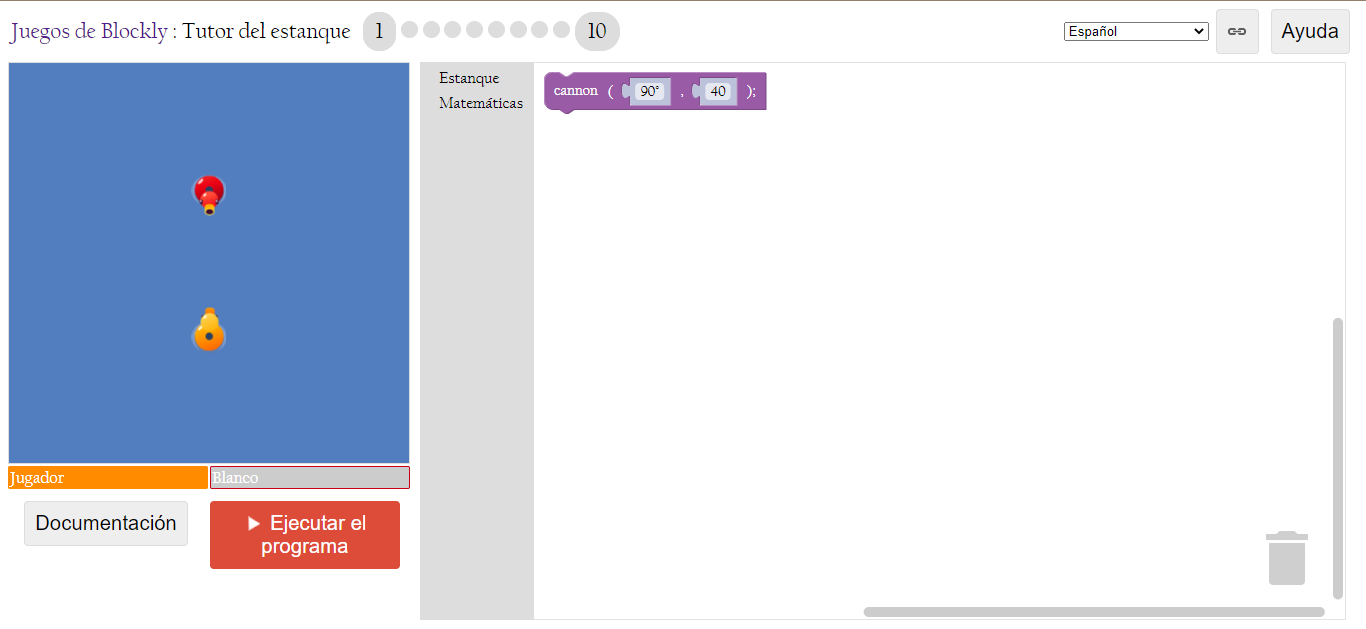 Juegos de Blockly : Tutor del estanque 1 10 Español Ayuda
Estanque
Matemáticas
cannon ( 90° , 40 );
Jugador Blanco
Documentación
Ejecutar el
programa